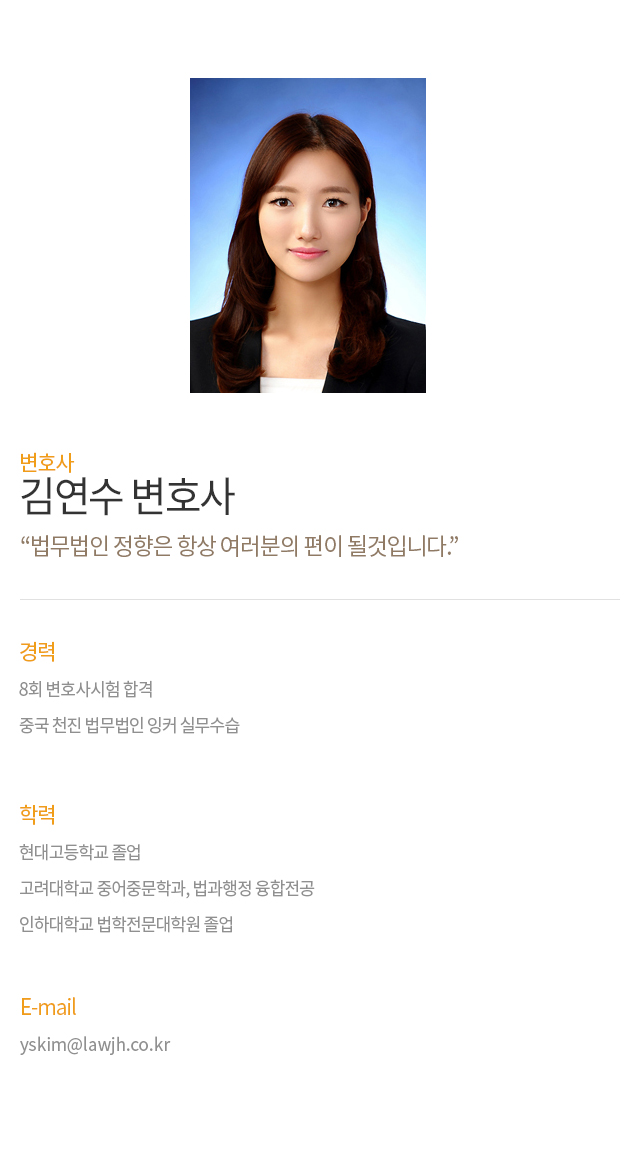 변호사
김연수 변호사
“법무법인 정향은 항상 여러분의 편이 될것입니다.”
경력
8회 변호사시험 합격
중국 천진 법무법인 잉커 실무수습
학력
현대고등학교 졸업
고려대학교 중어중문학과, 법과행정 융합전공
인하대학교 법학전문대학원 졸업
E-mail
yskim@lawjh.co.kr